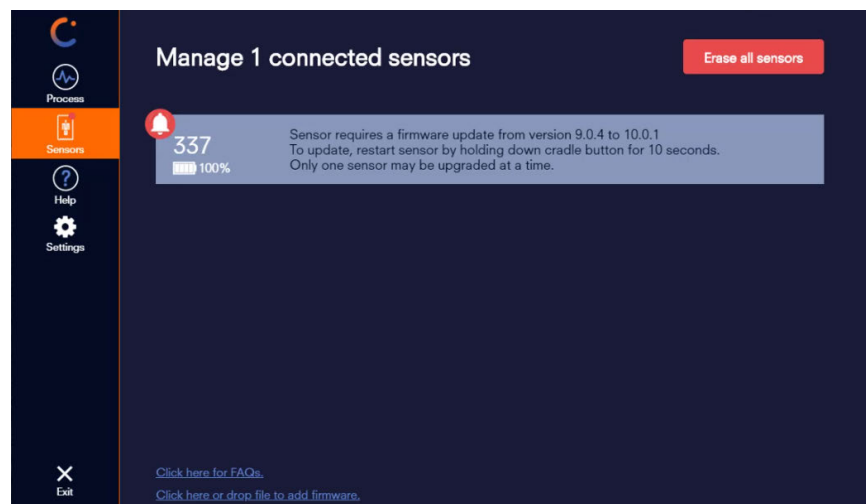 Process
Sensors
Help
Settings
Exit
Manage 1 connected sensors
Erase all sensors
337
100%
Sensor requires a firmware update from version 9.0.4 to 10.0.1
To update, restart sensor by holding down cradle button for 10 seconds.
Only one sensor may be upgraded at a time.
Click here for FAQs.
Click here or drop file to add firmware.